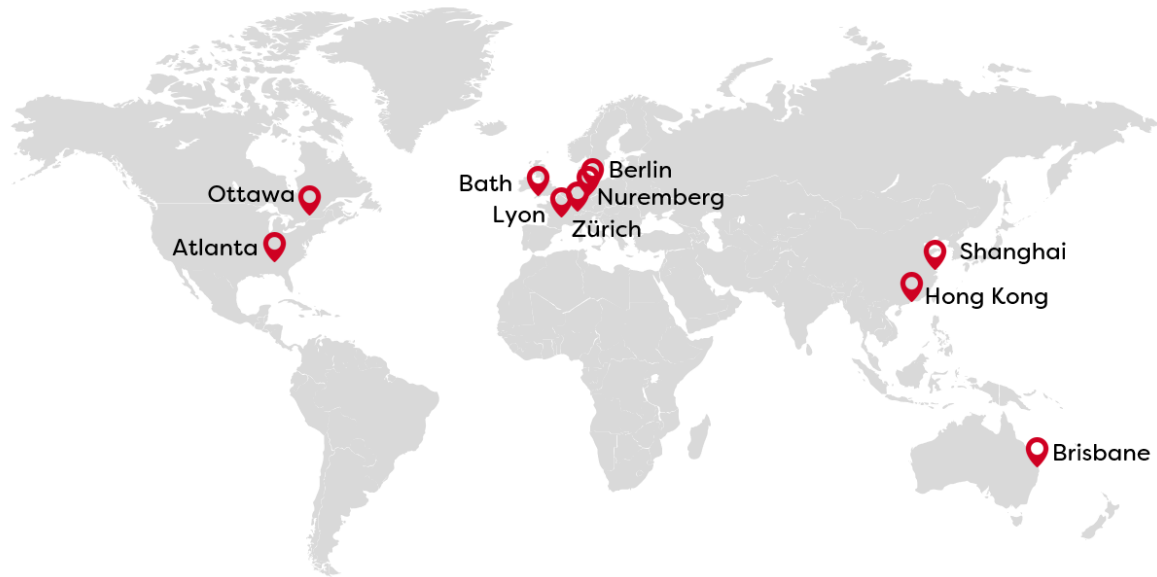 Berlin
Bath
Ottawa
Nuremberg
Lyon
Zürich
Atlanta
Shanghai
Hong Kong
Brisbane